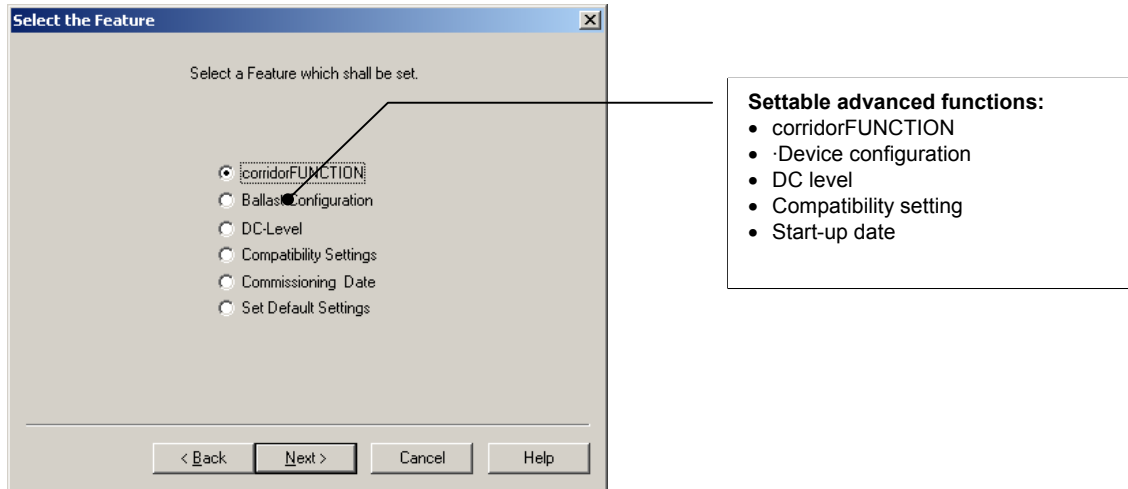 Select the Feature
Select a Feature which shall be set.
corridorFUNCTION
Ballast Configuration
DC-Level
Compatibility Settings
Commissioning Date
Set Default Settings
< Back Next > Cancel Help
Settable advanced functions:
• corridorFUNCTION
• ·Device configuration
• DC level
• Compatibility setting
• Start-up date